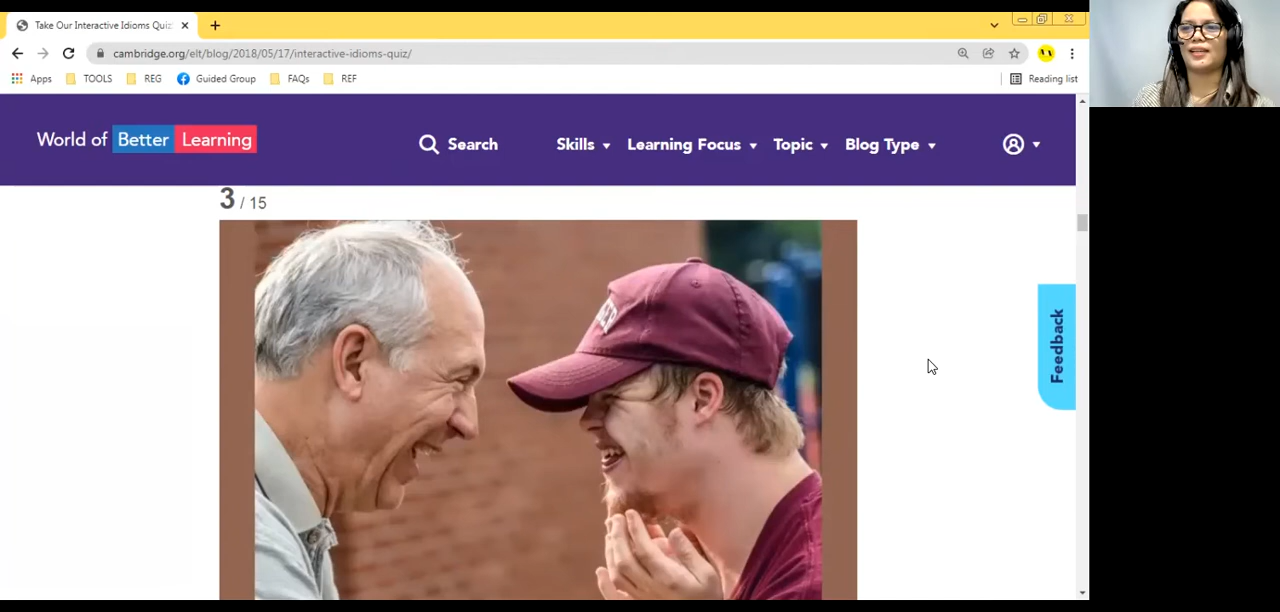 Take Our Interactive Idioms Quiz
cambridge.org/elt/blog/2018/05/17/interactive-idioms-quiz/
Apps TOOLS REG Guided Group FAQs REF Reading list
World of Better Learning Search Skills Learning Focus Topic Blog Type
3 / 15
Feedback